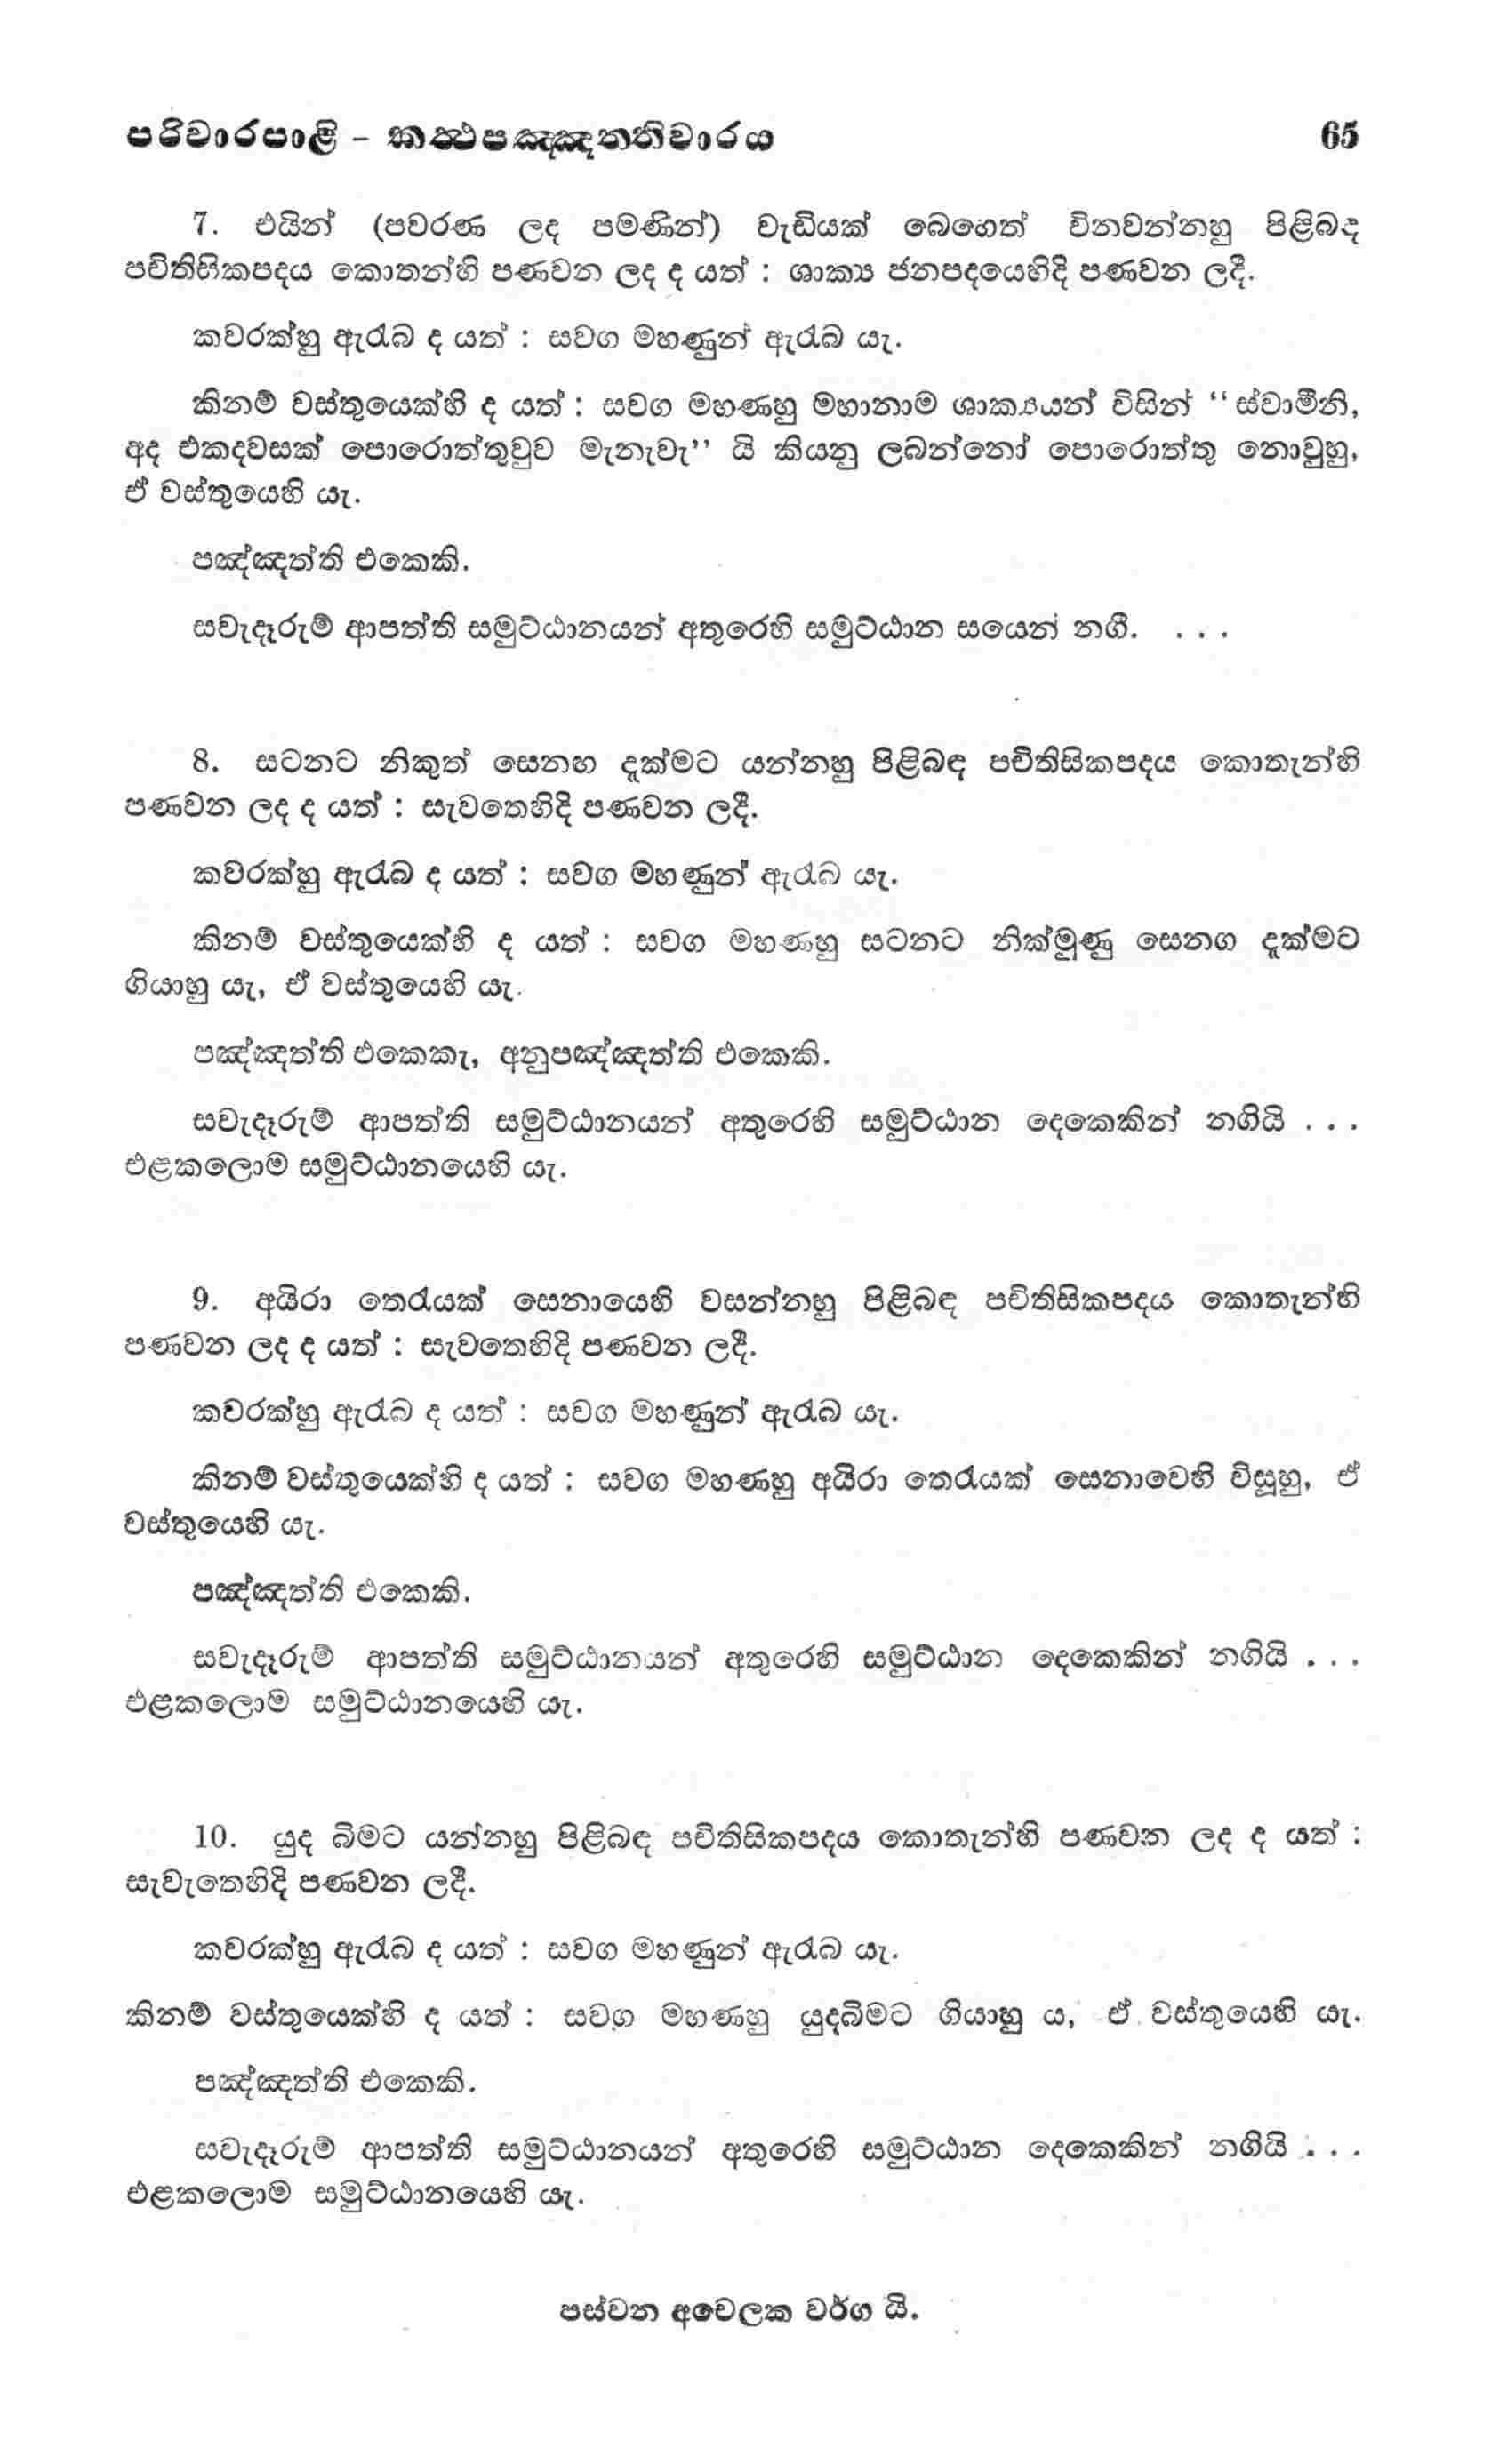 පරිවාරපාළි – කත්‍ථපඤ්ඤත්තිවාරය 65
7. එයින් (පවරණ ලද පමණින්) වැඩියක් බෙහෙත් විනවන්නහු පිළිබඳ
පචිතිසිකපදය කොතන්හි පණවන ලද ද යත් : ශාක්‍ය ජනපදයෙහිදි පණවන ලදී.
කවරක්හු ඇරැබ ද යත් : සවග මහණුන් ඇරැබ යැ.
කිනම් වස්තුයෙක්හි ද යත් : සවග මහණහු මහානාම ශාක්‍යයන් විසින් “ස්වාමීනි,
අද එකදවසක් පොරොත්තුවුව මැනැවැ” යි කියනු ලබන්නෝ පොරොත්තු නොවුහු,
ඒ වස්තුයෙහි යැ.
පඤ්ඤත්ති එකෙකි.
සවැදෑරුම් ආපත්ති සමුට්ඨානයන් අතුරෙහි සමුට්ඨාන සයෙන් නගී. . . .
8. සටනට නිකුත් සෙනඟ දැක්මට යන්නහු පිළිබඳ පචිතිසිකපදය කොතැන්හි
පණවන ලද ද යත් : සැවතෙහිදි පණවන ලදී.
කවරක්හු ඇරැබ ද යත් : සවග මහණුන් ඇරැබ යැ.
කිනම් වස්තුයෙක්හි ද යත් : සවග මහණහු සටනට නික්මුණු සෙනග දැක්මට
ගියාහු යැ, ඒ වස්තුයෙහි යැ.
පඤ්ඤත්ති එකෙකැ, අනුපඤ්ඤත්ති එකෙකි.
සවැදෑරුම් ආපත්ති සමුට්ඨානයන් අතුරෙහි සමුට්ඨාන දෙකෙකින් නගියි . . .
එළකලොම සමුට්ඨානයෙහි යැ.
9. අයිරා තෙරැයක් සෙනායෙහි වසන්නහු පිළිබඳ පචිතිසිකපදය කොතැන්හි
පණවන ලද ද යත් : සැවතෙහිදි පණවන ලදී.
කවරක්හු ඇරැබ ද යත් : සවග මහණුන් ඇරැබ යැ.
කිනම් වස්තුයෙක්හි ද යත් : සවග මහණහු අයිරා තෙරැයක් සෙනාවෙහි විසූහු, ඒ
වස්තුයෙහි යැ.
පඤ්ඤත්ති එකෙකි.
සවැදෑරුම් ආපත්ති සමුට්ඨානයන් අතුරෙහි සමුට්ඨාන දෙකෙකින් නගියි . . .
එළකලොම සමුට්ඨානයෙහි යැ.
10. යුද බිමට යන්නහු පිළිබඳ පචිතිසිකපදය කොතැන්හි පණවන ලද ද යත් :
සැවැතෙහිදි පණවන ලදී.
කවරක්හු ඇරැබ ද යත් : සවග මහණුන් ඇරැබ යැ.
කිනම් වස්තුයෙක්හි ද යත් : සවග මහණහු යුදබිමට ගියාහු ය, ඒ වස්තුයෙහි යැ.
පඤ්ඤත්ති එකෙකි.
සවැදෑරුම් ආපත්ති සමුට්ඨානයන් අතුරෙහි සමුට්ඨාන දෙකෙකින් නගියි . . .
එළකලොම සමුට්ඨානයෙහි යැ.
පස්වන අචෙලක වර්ග යි.